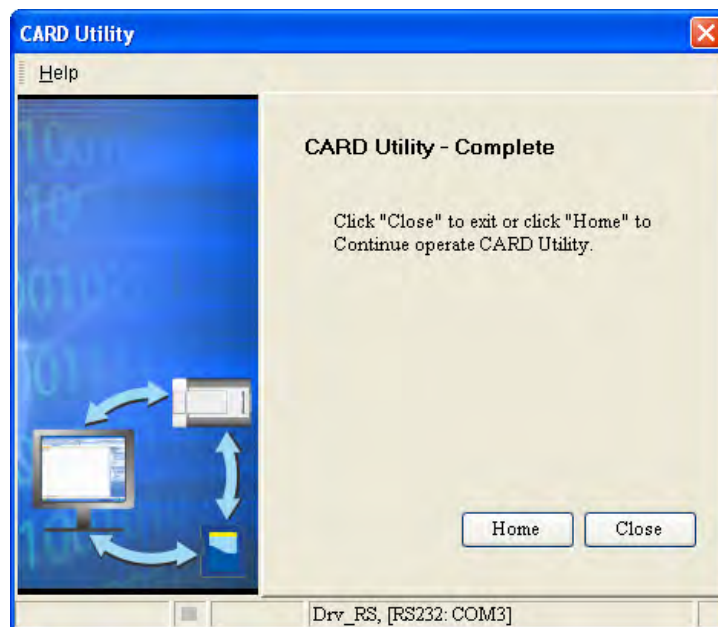 CARD Utility
Help
CARD Utility - Complete
Click "Close" to exit or click "Home" to
Continue operate CARD Utility.
Home Close
Drv_RS, [RS232: COM3]